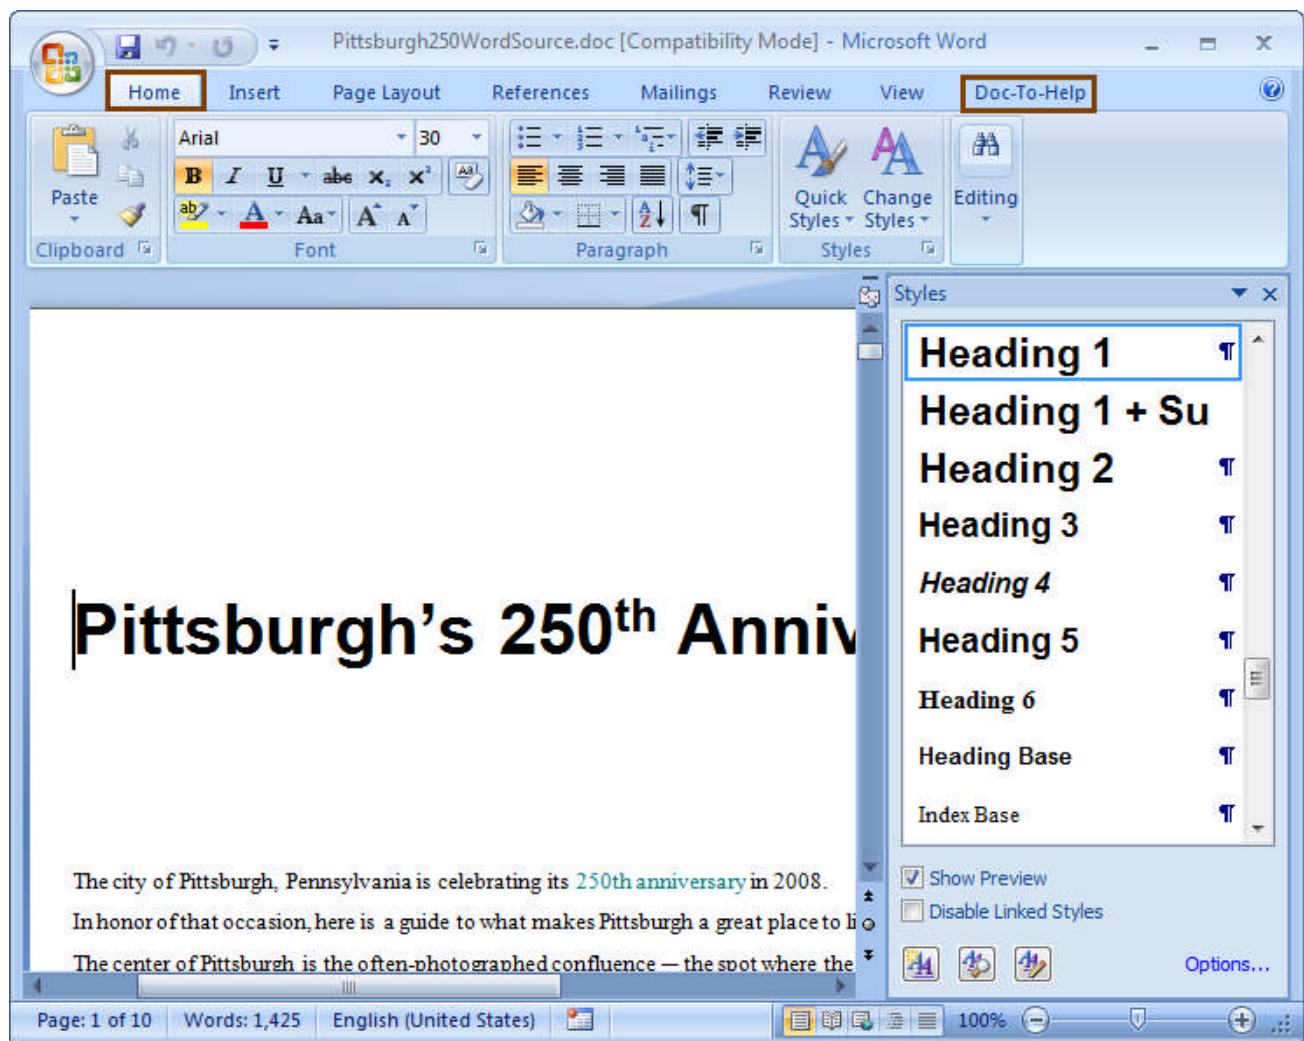 Pittsburgh250WordSource.doc [Compatibility Mode] - Microsoft Word
Home Insert Page Layout References Mailings Review View Doc-To-Help
Paste
Clipboard
Arial 30
B I U abc x₂ x²
ab A Aa A A
Font
A Z ¶
Paragraph
Quick Styles
Change Styles
Styles
Editing
Pittsburgh’s 250th Anniv
The city of Pittsburgh, Pennsylvania is celebrating its 250th anniversary in 2008.
In honor of that occasion, here is a guide to what makes Pittsburgh a great place to li
The center of Pittsburgh is the often-photographed confluence — the spot where the
Styles
Heading 1 ¶
Heading 1 + Su
Heading 2 ¶
Heading 3 ¶
Heading 4 ¶
Heading 5 ¶
Heading 6 ¶
Heading Base ¶
Index Base ¶
Show Preview
Disable Linked Styles
Options...
Page: 1 of 10 Words: 1,425 English (United States) 100%